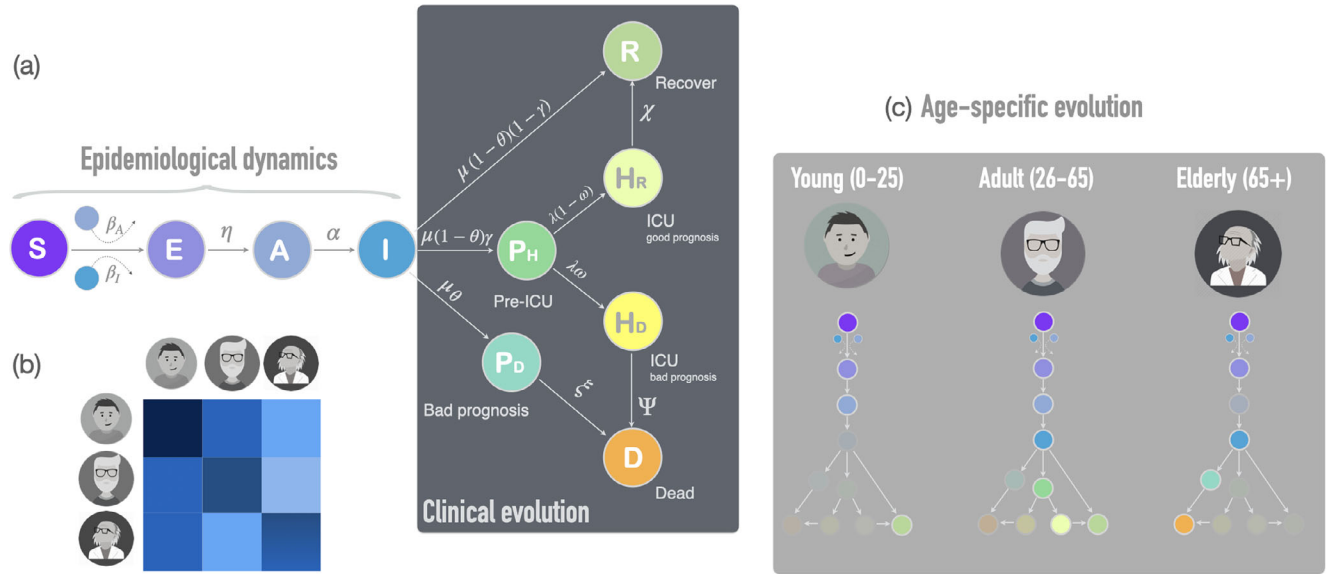 (a)
Epidemiological dynamics
S
β_A
β_I
E
η
A
α
I
μ(1 − θ)(1 − γ)
μ(1 − θ)γ
μθ
R
Recover
χ
H_R
ICU
good prognosis
λ(1 − ω)
P_H
Pre-ICU
λω
H_D
ICU
bad prognosis
P_D
Bad prognosis
ξ
Ψ
D
Dead
Clinical evolution
(b)
(c) Age-specific evolution
Young (0-25)
Adult (26-65)
Elderly (65+)